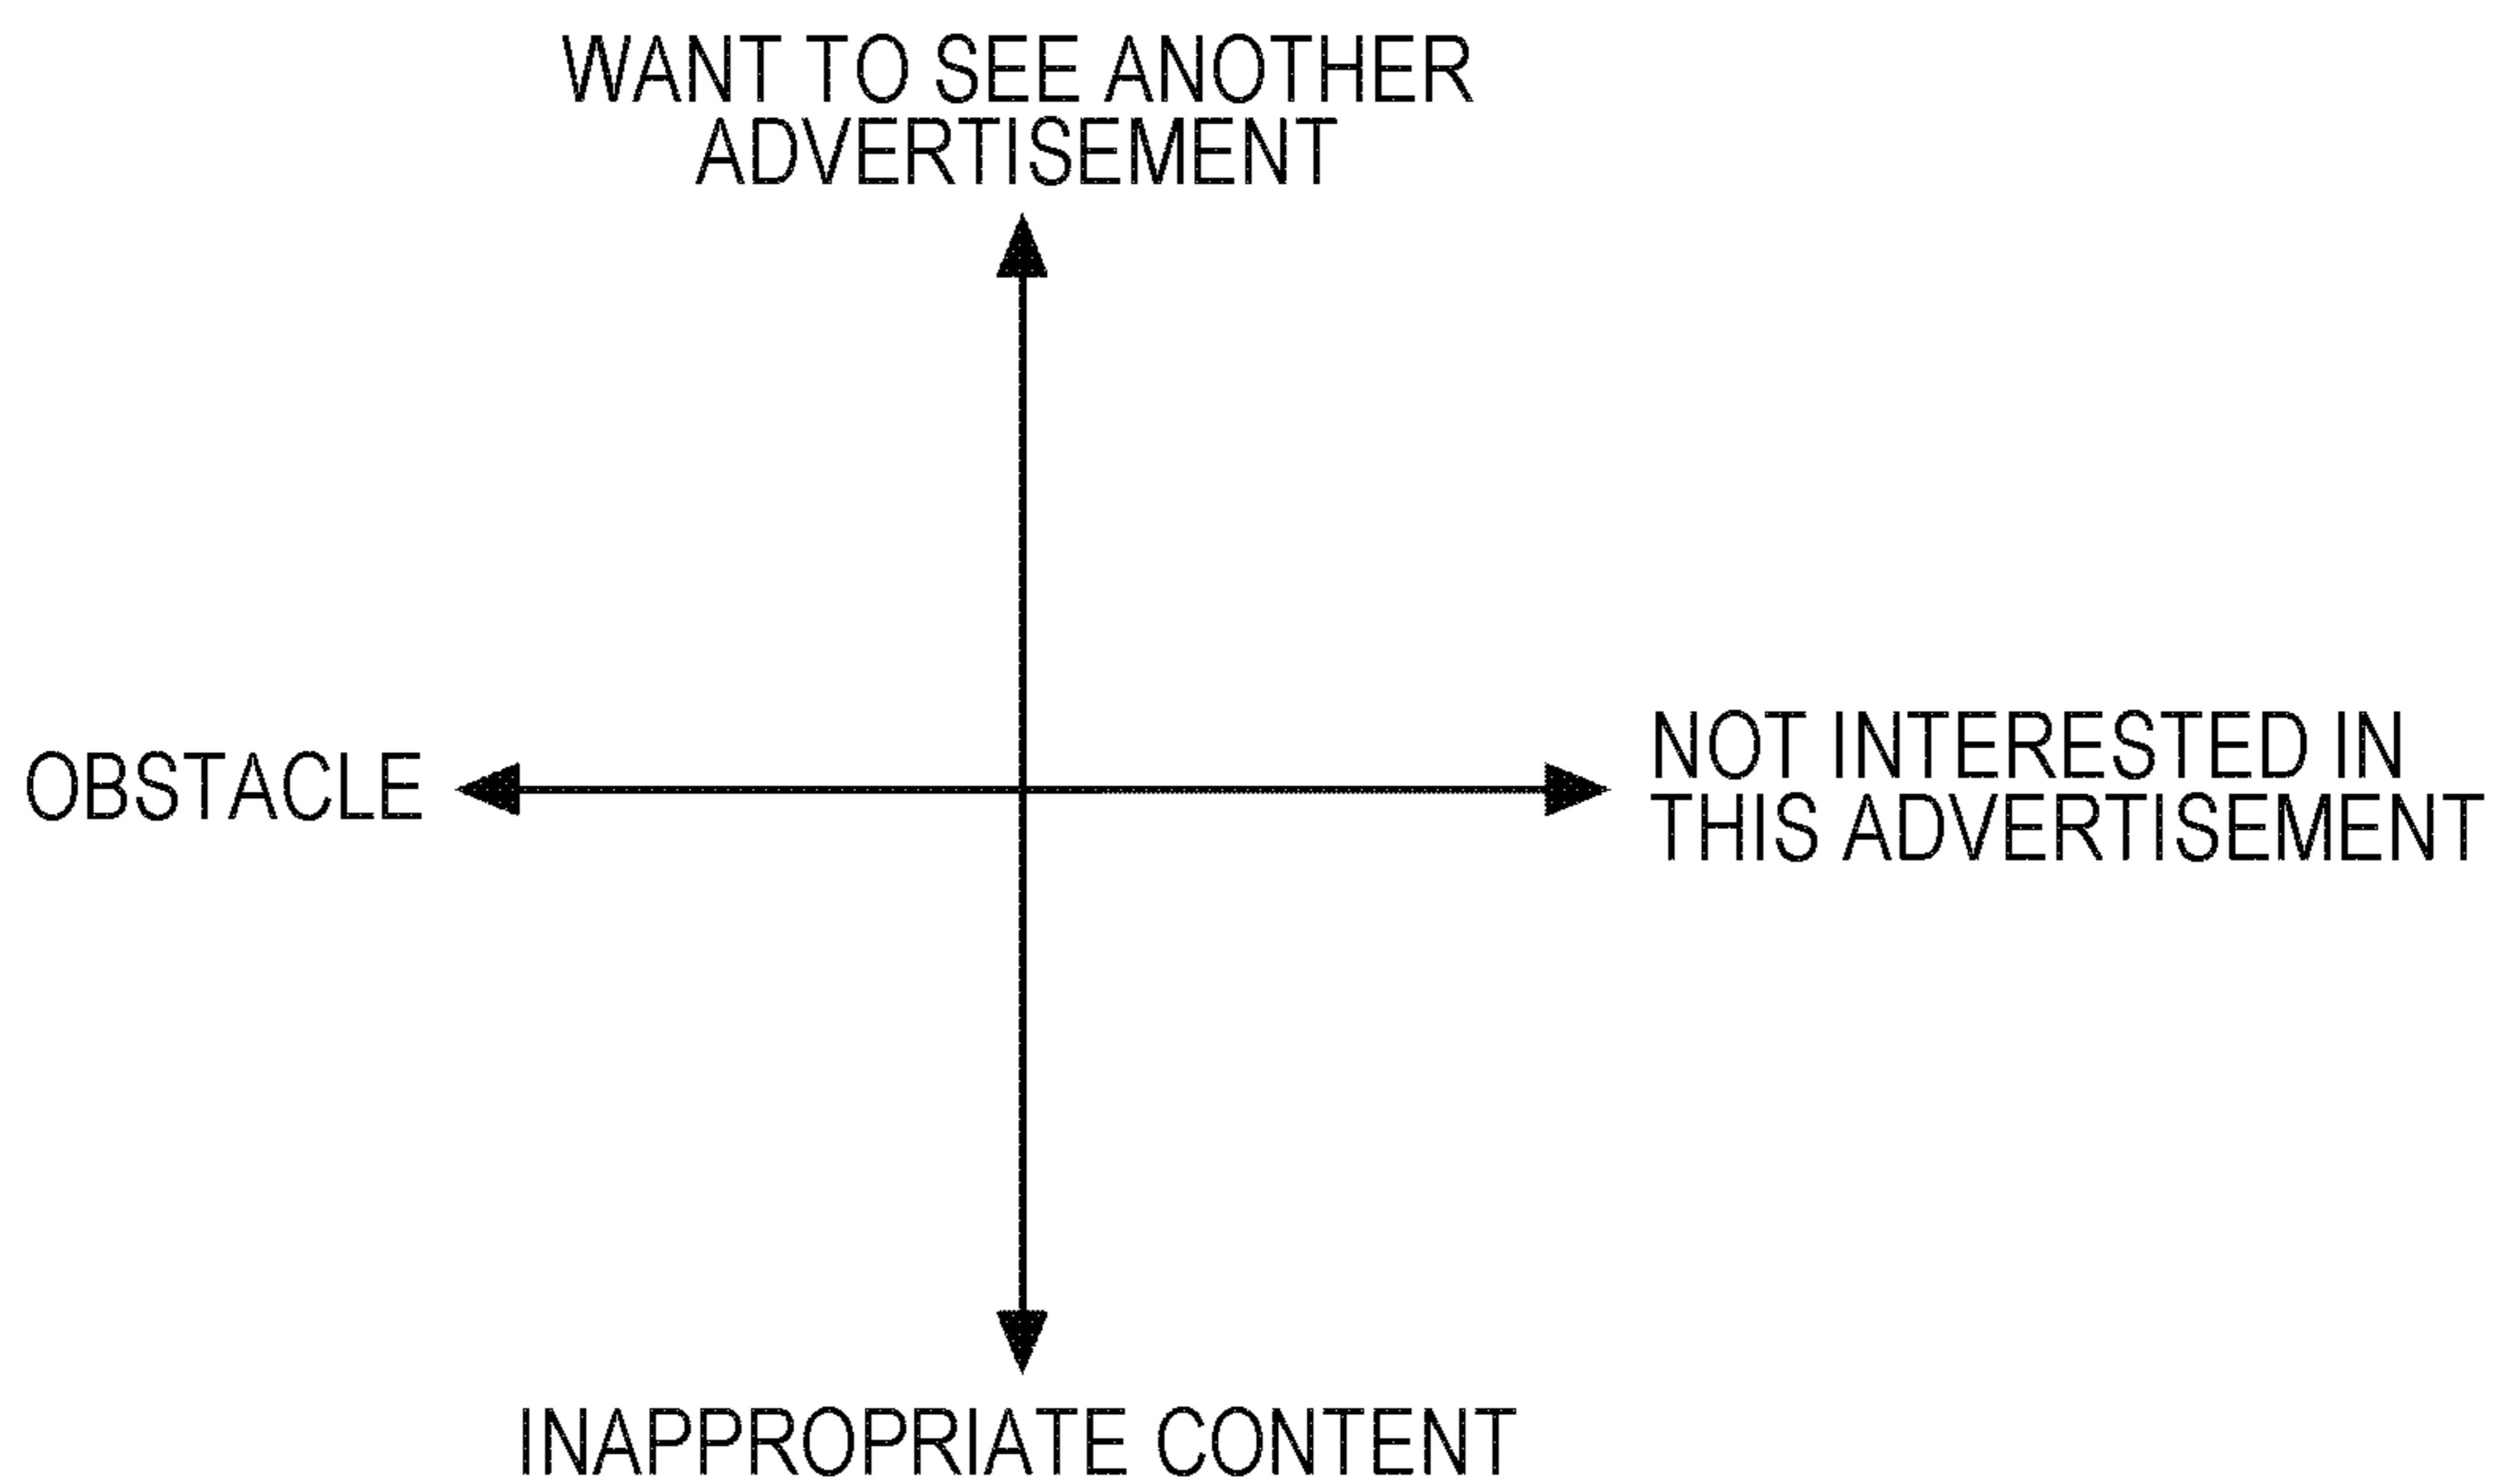 WANT TO SEE ANOTHER
ADVERTISEMENT
OBSTACLE
NOT INTERESTED IN
THIS ADVERTISEMENT
INAPPROPRIATE CONTENT